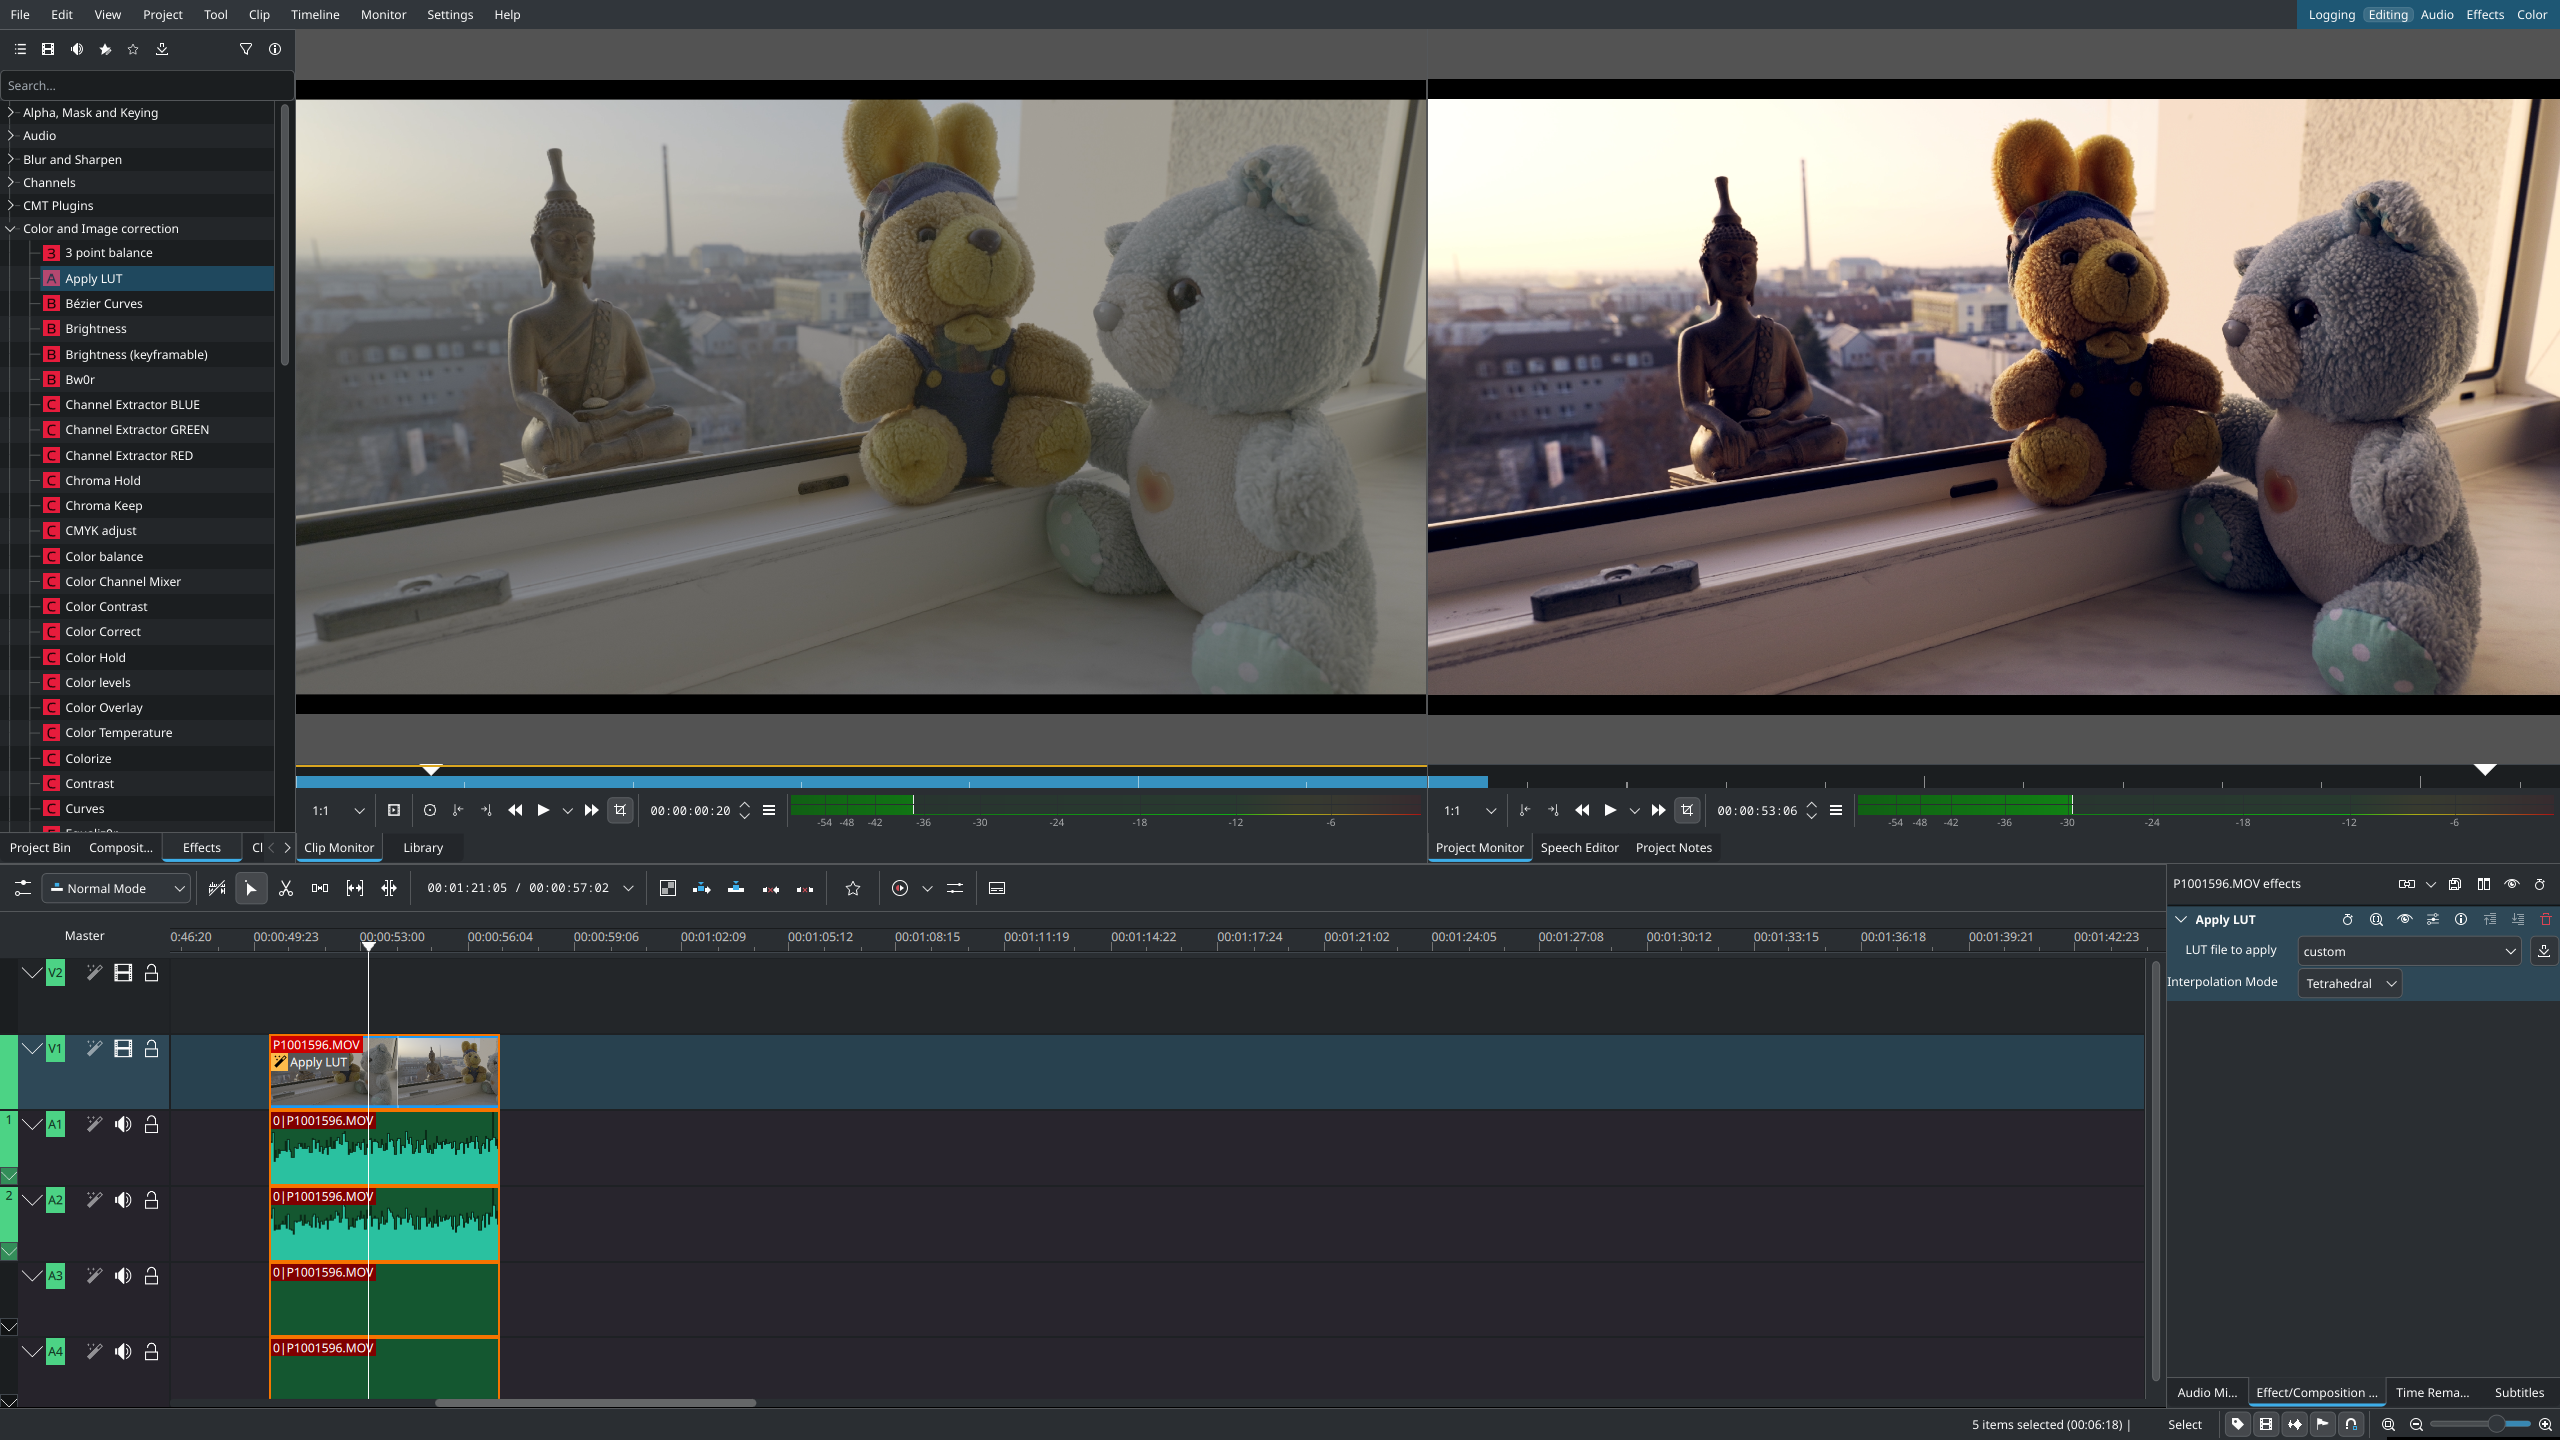 File Edit View Project Tool Clip Timeline Monitor Settings Help
Logging Editing Audio Effects Color
Search...
Alpha, Mask and Keying
Audio
Blur and Sharpen
Channels
CMT Plugins
Color and Image correction
3 3 point balance
A Apply LUT
B Bézier Curves
B Brightness
B Brightness (keyframable)
B Bw0r
C Channel Extractor BLUE
C Channel Extractor GREEN
C Channel Extractor RED
C Chroma Hold
C Chroma Keep
C CMYK adjust
C Color balance
C Color Channel Mixer
C Color Contrast
C Color Correct
C Color Hold
C Color levels
C Color Overlay
C Color Temperature
C Colorize
C Contrast
C Curves
Project Bin Composit... Effects Cl
1:1 00:00:00:20 -54 -48 -42 -36 -30 -24 -18 -12 -6
Clip Monitor Library
1:1 00:00:53:06 -54 -48 -42 -36 -30 -24 -18 -12 -6
Project Monitor Speech Editor Project Notes
Normal Mode 00:01:21:05 / 00:00:57:02
Master 0:46:20 00:00:49:23 00:00:53:00 00:00:56:04 00:00:59:06 00:01:02:09 00:01:05:12 00:01:08:15 00:01:11:19 00:01:14:22 00:01:17:24 00:01:21:02 00:01:24:05 00:01:27:08 00:01:30:12 00:01:33:15 00:01:36:18 00:01:39:21 00:01:42:23
V2
V1 P1001596.MOV
Apply LUT
1 A1 0|P1001596.MOV
2 A2 0|P1001596.MOV
A3 0|P1001596.MOV
A4 0|P1001596.MOV
P1001596.MOV effects
Apply LUT
LUT file to apply custom
Interpolation Mode Tetrahedral
Audio Mi... Effect/Composition ... Time Rema... Subtitles
5 items selected (00:06:18) | Select